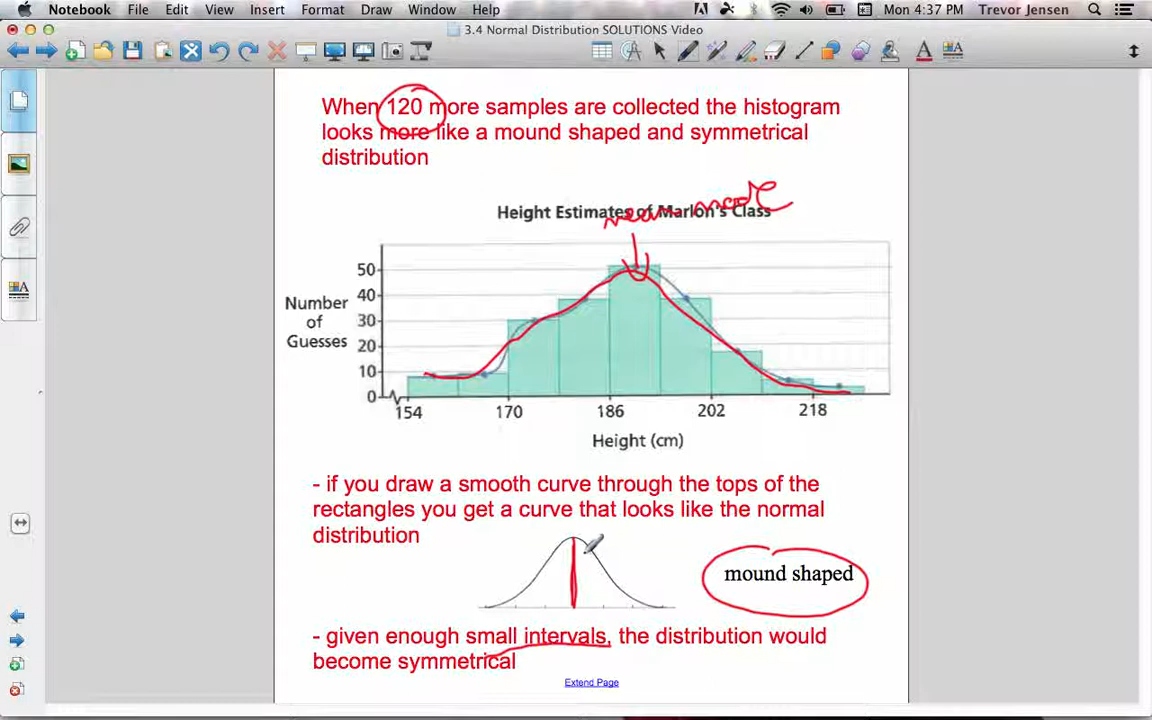 Notebook File Edit View Insert Format Draw Window Help Mon 4:37 PM Trevor Jensen
3.4 Normal Distribution SOLUTIONS Video
When 120 more samples are collected the histogram
looks more like a mound shaped and symmetrical
distribution
mean mode
Height Estimates of Marlon's Class
Number
of
Guesses
50
40
30
20
10
0
154 170 186 202 218
Height (cm)
- if you draw a smooth curve through the tops of the
rectangles you get a curve that looks like the normal
distribution
mound shaped
- given enough small intervals, the distribution would
become symmetrical
Extend Page